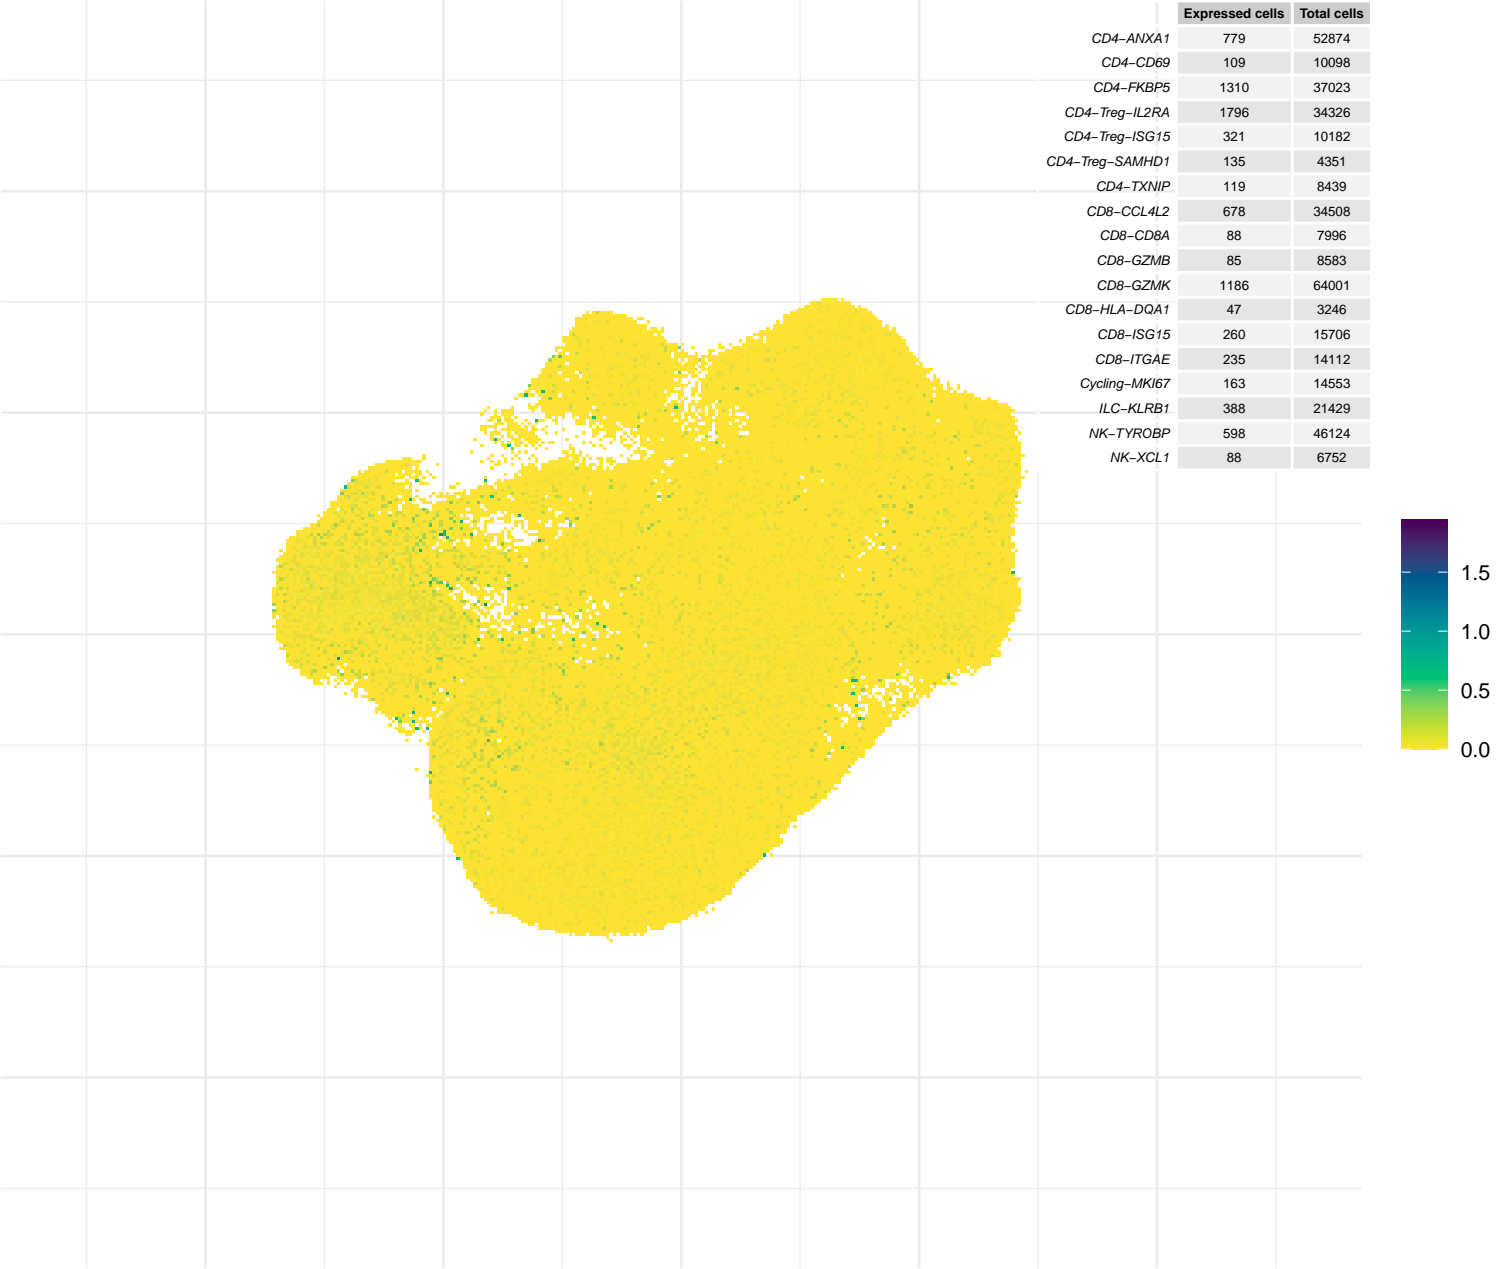 Expressed cells Total cells
CD4−ANXA1 779 52874
CD4−CD69 109 10098
CD4−FKBP5 1310 37023
CD4−Treg−IL2RA 1796 34326
CD4−Treg−ISG15 321 10182
CD4−Treg−SAMHD1 135 4351
CD4−TXNIP 119 8439
CD8−CCL4L2 678 34508
CD8−CD8A 88 7996
CD8−GZMB 85 8583
CD8−GZMK 1186 64001
CD8−HLA−DQA1 47 3246
CD8−ISG15 260 15706
CD8−ITGAE 235 14112
Cycling−MKI67 163 14553
ILC−KLRB1 388 21429
NK−TYROBP 598 46124
NK−XCL1 88 6752
1.5
1.0
0.5
0.0